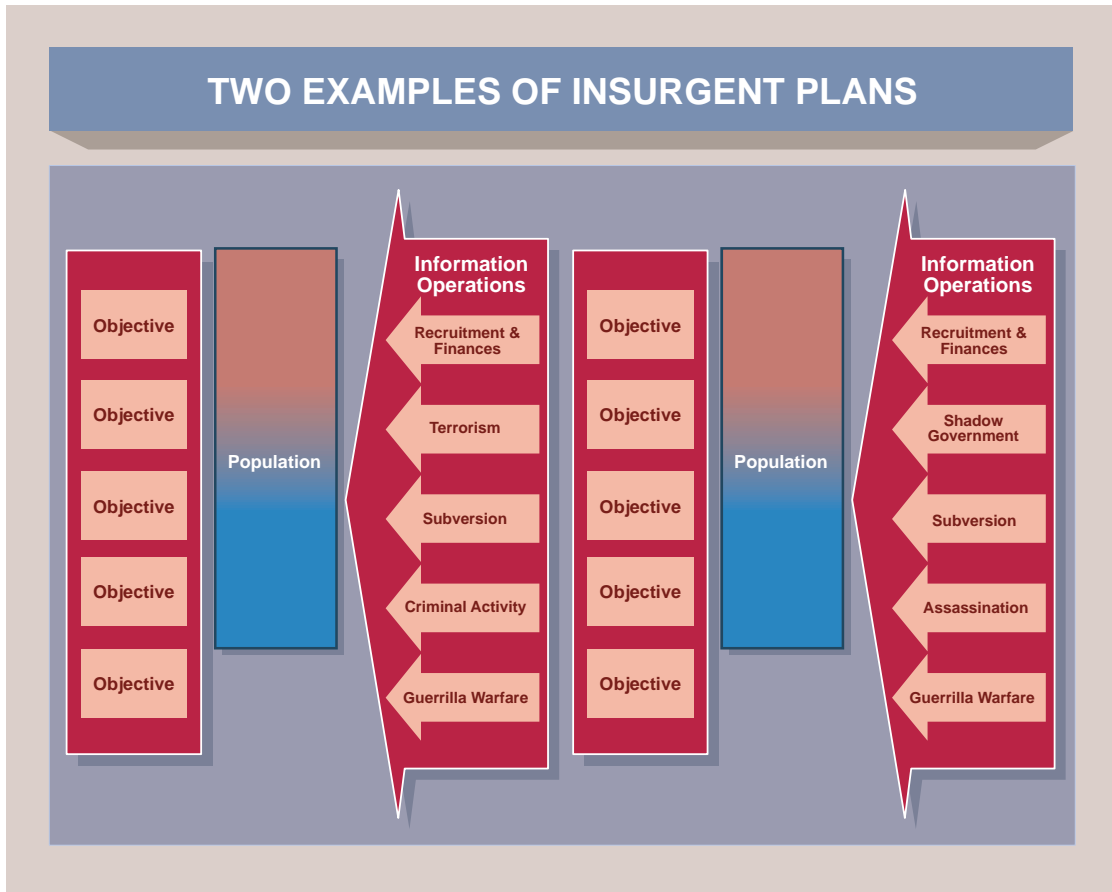 TWO EXAMPLES OF INSURGENT PLANS
Objective
Objective
Objective
Objective
Objective
Population
Information
Operations
Recruitment &
Finances
Terrorism
Subversion
Criminal Activity
Guerrilla Warfare
Objective
Objective
Objective
Objective
Objective
Population
Information
Operations
Recruitment &
Finances
Shadow
Government
Subversion
Assassination
Guerrilla Warfare